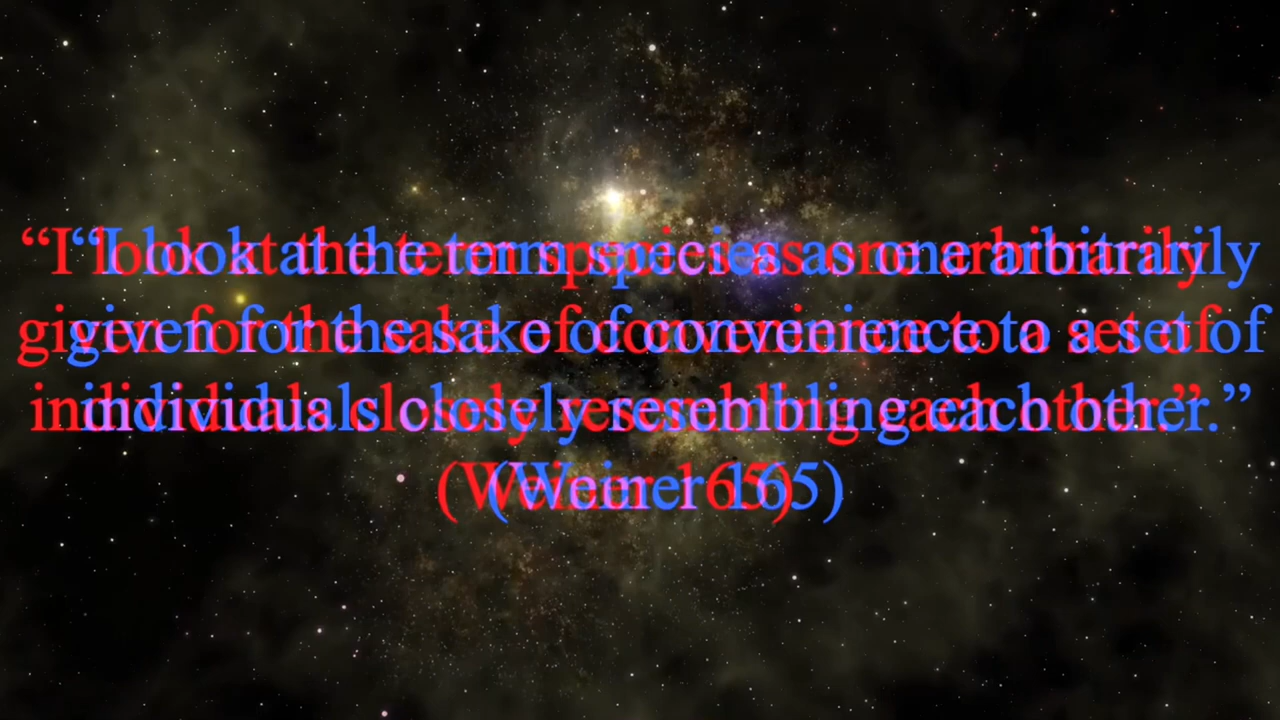 “I look at the term species as one arbitrarily
given for the sake of convenience to a set of
individuals closely resembling each other.”
(Weiner 165)